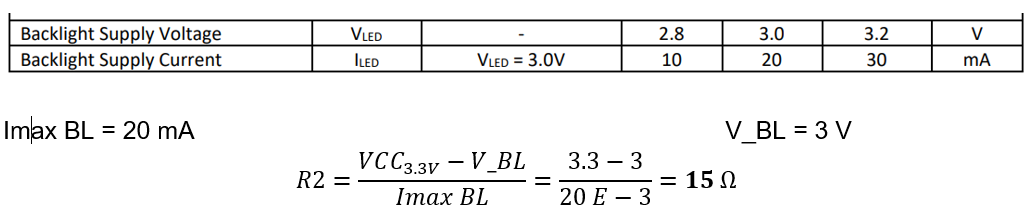 Backlight Supply Voltage VLED - 2.8 3.0 3.2 V
Backlight Supply Current ILED VLED = 3.0V 10 20 30 mA
Imax BL = 20 mA V_BL = 3 V
R2 = (VCC3.3V − V_BL) / (Imax BL) = (3.3 − 3) / (20 E − 3) = 15 Ω